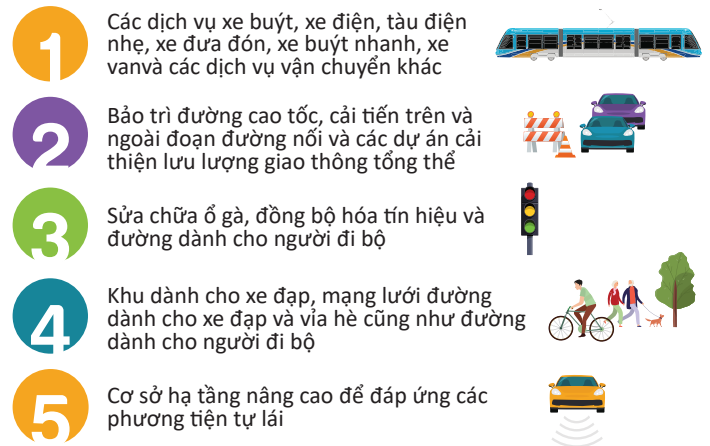 1
Các dịch vụ xe buýt, xe điện, tàu điện
nhẹ, xe đưa đón, xe buýt nhanh, xe
vanvà các dịch vụ vận chuyển khác
2
Bảo trì đường cao tốc, cải tiến trên và
ngoài đoạn đường nối và các dự án cải
thiện lưu lượng giao thông tổng thể
3
Sửa chữa ổ gà, đồng bộ hóa tín hiệu và
đường dành cho người đi bộ
4
Khu dành cho xe đạp, mạng lưới đường
dành cho xe đạp và vỉa hè cũng như đường
dành cho người đi bộ
5
Cơ sở hạ tầng nâng cao để đáp ứng các
phương tiện tự lái